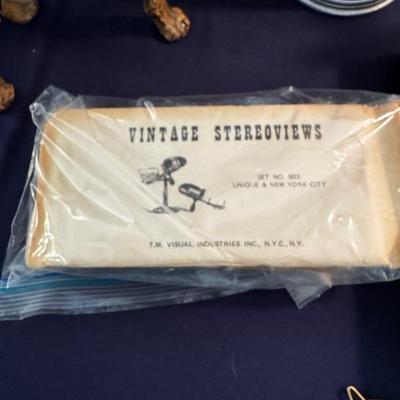 VINTAGE STEREOVIEWS
SET NO. 803
UNIQUE & NEW YORK CITY
T.M. VISUAL INDUSTRIES INC., N.Y.C., N.Y.